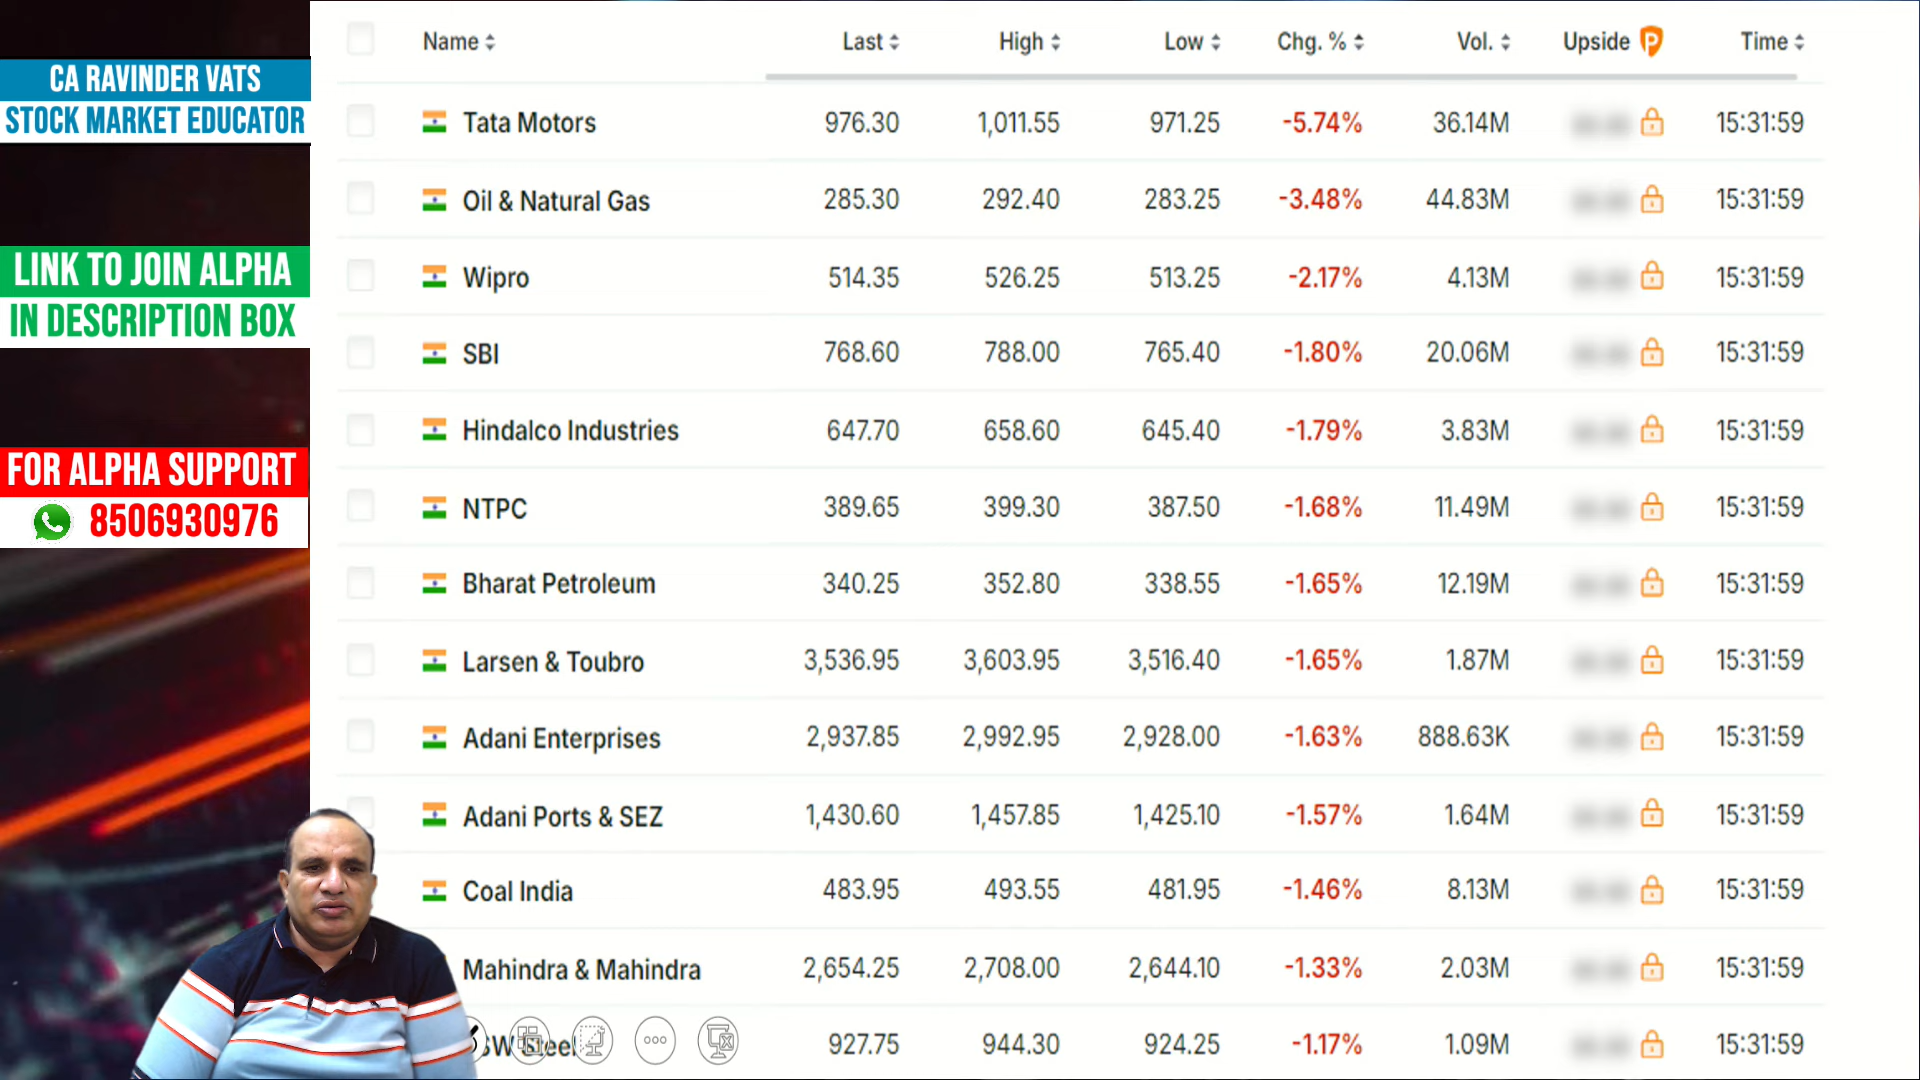 CA RAVINDER VATS
STOCK MARKET EDUCATOR
LINK TO JOIN ALPHA
IN DESCRIPTION BOX
FOR ALPHA SUPPORT
8506930976
Name Last High Low Chg. % Vol. Upside P Time
Tata Motors 976.30 1,011.55 971.25 -5.74% 36.14M 15:31:59
Oil & Natural Gas 285.30 292.40 283.25 -3.48% 44.83M 15:31:59
Wipro 514.35 526.25 513.25 -2.17% 4.13M 15:31:59
SBI 768.60 788.00 765.40 -1.80% 20.06M 15:31:59
Hindalco Industries 647.70 658.60 645.40 -1.79% 3.83M 15:31:59
NTPC 389.65 399.30 387.50 -1.68% 11.49M 15:31:59
Bharat Petroleum 340.25 352.80 338.55 -1.65% 12.19M 15:31:59
Larsen & Toubro 3,536.95 3,603.95 3,516.40 -1.65% 1.87M 15:31:59
Adani Enterprises 2,937.85 2,992.95 2,928.00 -1.63% 888.63K 15:31:59
Adani Ports & SEZ 1,430.60 1,457.85 1,425.10 -1.57% 1.64M 15:31:59
Coal India 483.95 493.55 481.95 -1.46% 8.13M 15:31:59
Mahindra & Mahindra 2,654.25 2,708.00 2,644.10 -1.33% 2.03M 15:31:59
SW Steel 927.75 944.30 924.25 -1.17% 1.09M 15:31:59